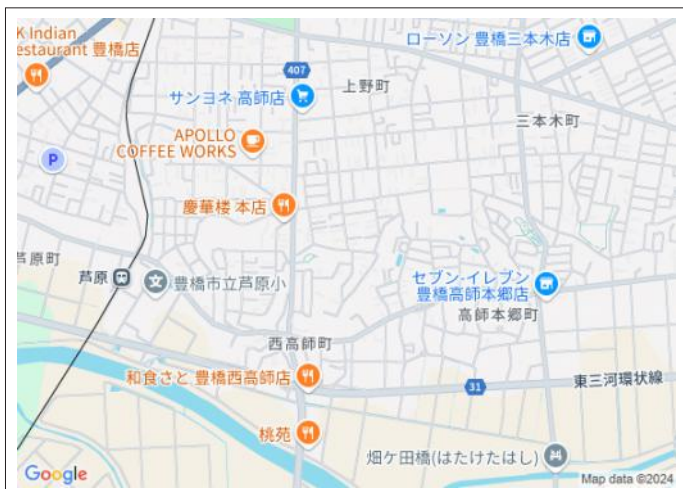 K Indian
estaurant 豊橋店
ローソン 豊橋三本木店
407
上野町
サンヨネ 高師店
三本木町
APOLLO
COFFEE WORKS
P
慶華楼 本店
芦原町
芦原
豊橋市立芦原小
セブン-イレブン
豊橋高師本郷店
高師本郷町
西高師町
和食さと 豊橋西高師店
31
東三河環状線
桃苑
畑ケ田橋(はたけたはし)
Google
Map data ©2024